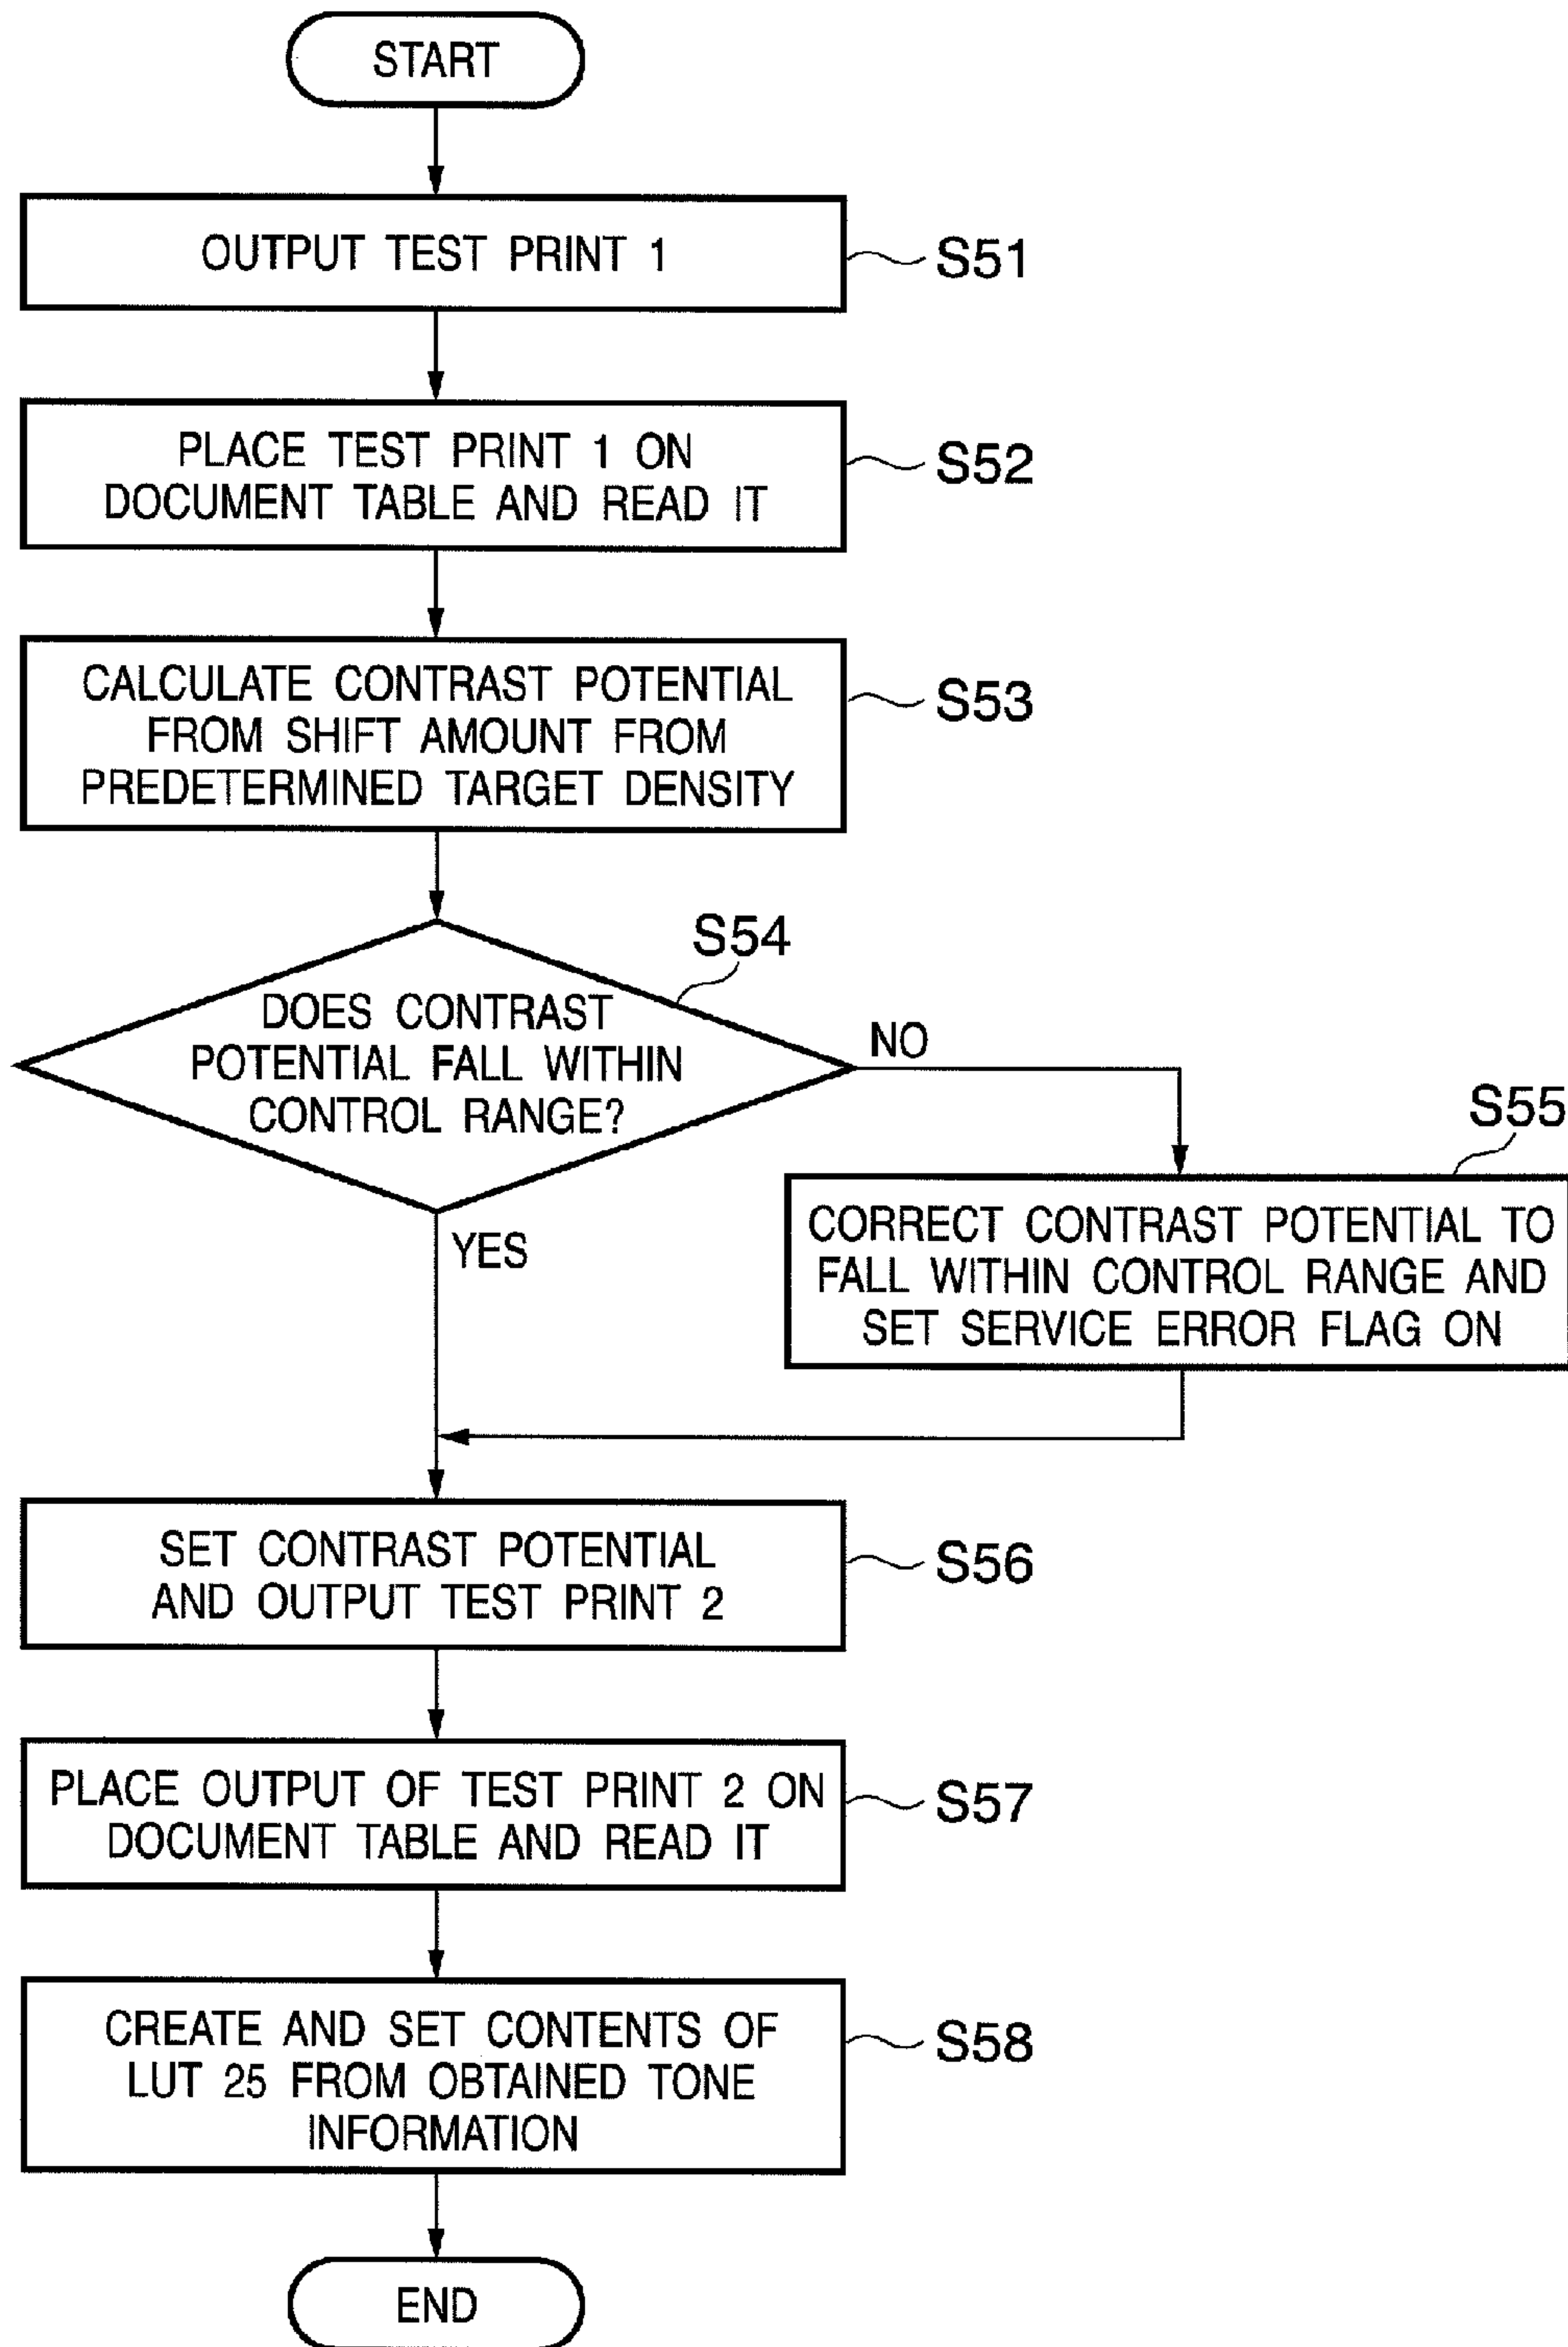 START
OUTPUT TEST PRINT 1
S51
PLACE TEST PRINT 1 ON
DOCUMENT TABLE AND READ IT
S52
CALCULATE CONTRAST POTENTIAL
FROM SHIFT AMOUNT FROM
PREDETERMINED TARGET DENSITY
S53
S54
DOES CONTRAST
POTENTIAL FALL WITHIN
CONTROL RANGE?
NO
YES
S55
CORRECT CONTRAST POTENTIAL TO
FALL WITHIN CONTROL RANGE AND
SET SERVICE ERROR FLAG ON
SET CONTRAST POTENTIAL
AND OUTPUT TEST PRINT 2
S56
PLACE OUTPUT OF TEST PRINT 2 ON
DOCUMENT TABLE AND READ IT
S57
CREATE AND SET CONTENTS OF
LUT 25 FROM OBTAINED TONE
INFORMATION
S58
END